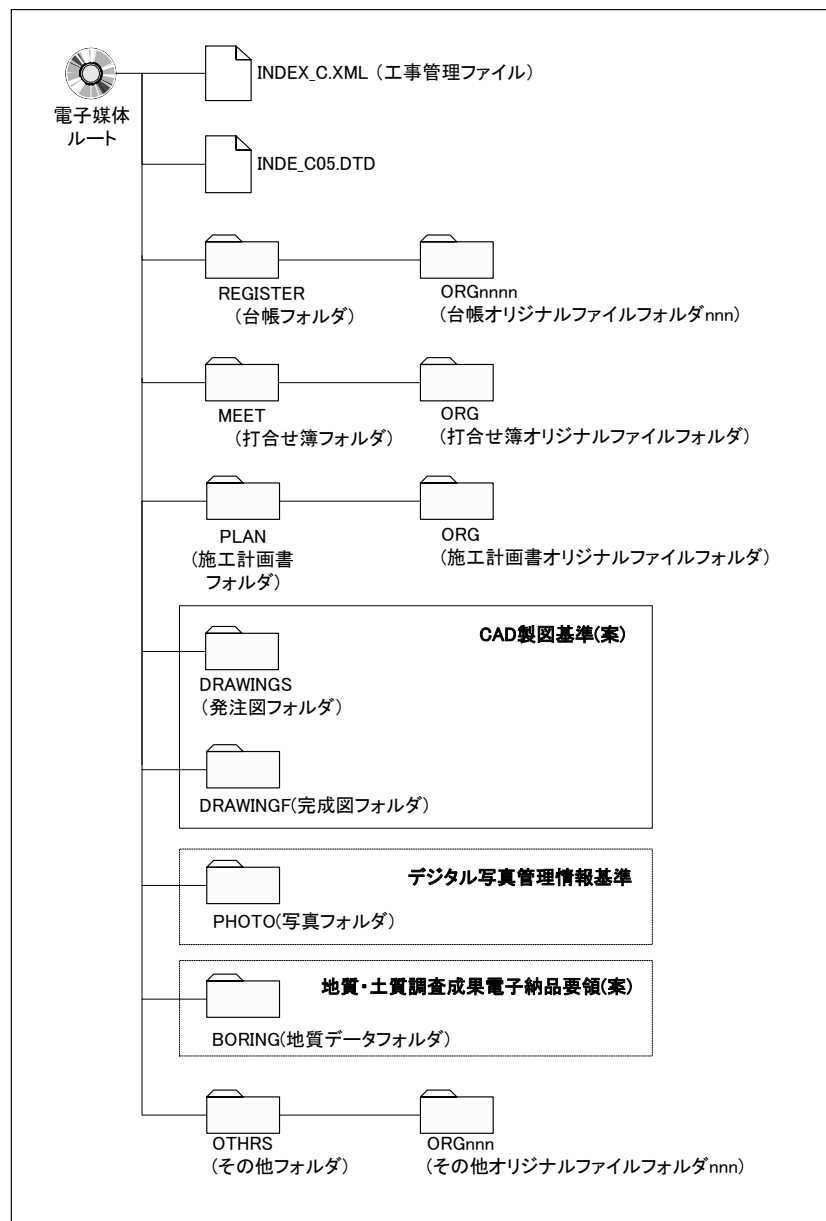 INDEX_C.XML (工事管理ファイル)
電子媒体
ルート
INDE_C05.DTD
REGISTER
(台帳フォルダ)
ORGnnnn
(台帳オリジナルファイルフォルダnnn)
MEET
(打合せ簿フォルダ)
ORG
(打合せ簿オリジナルファイルフォルダ)
PLAN
(施工計画書
フォルダ)
ORG
(施工計画書オリジナルファイルフォルダ)
CAD製図基準(案)
DRAWINGS
(発注図フォルダ)
DRAWINGF(完成図フォルダ)
デジタル写真管理情報基準
PHOTO(写真フォルダ)
地質・土質調査成果電子納品要領(案)
BORING(地質データフォルダ)
OTHRS
(その他フォルダ)
ORGnnn
(その他オリジナルファイルフォルダnnn)